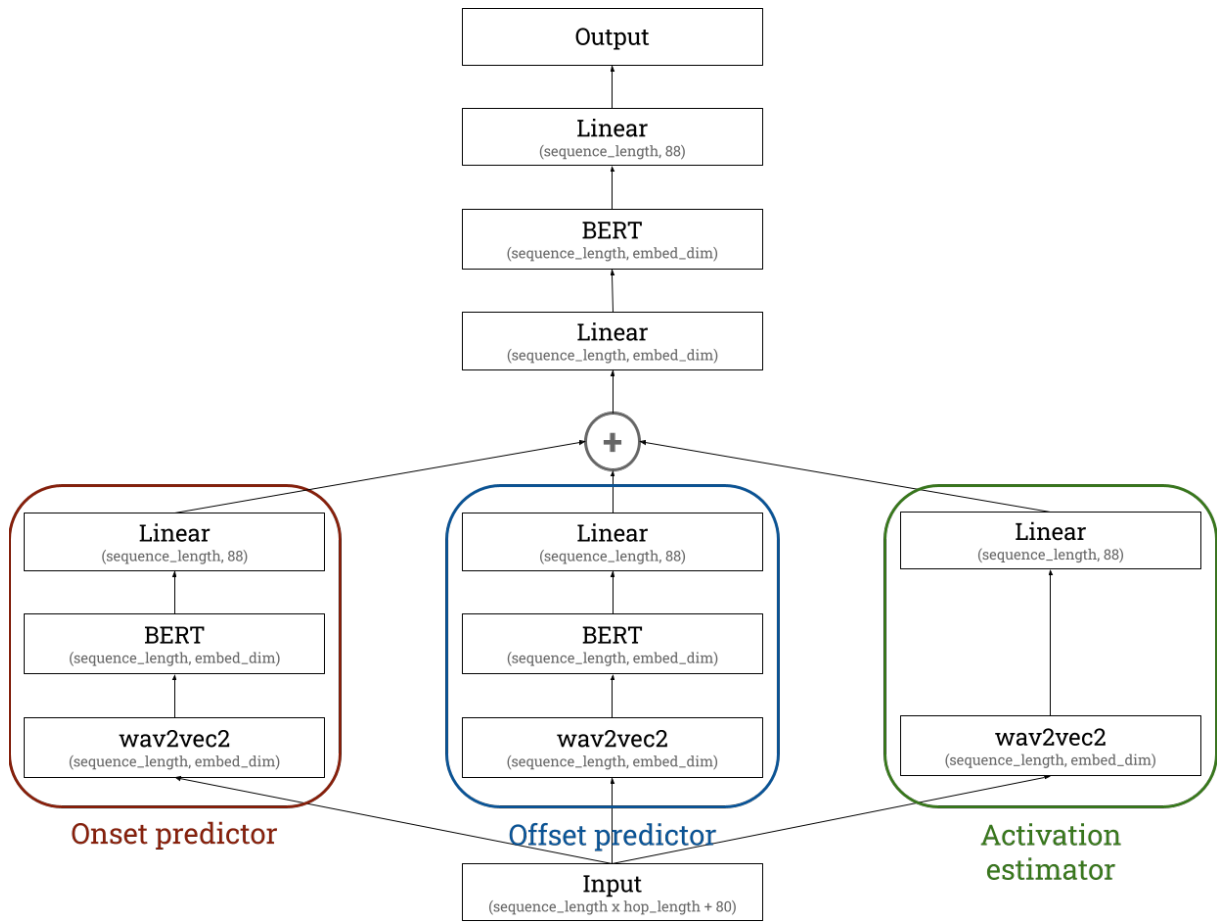 Output
Linear
(sequence_length, 88)
BERT
(sequence_length, embed_dim)
Linear
(sequence_length, embed_dim)
+
Linear
(sequence_length, 88)
BERT
(sequence_length, embed_dim)
wav2vec2
(sequence_length, embed_dim)
Onset predictor
Linear
(sequence_length, 88)
BERT
(sequence_length, embed_dim)
wav2vec2
(sequence_length, embed_dim)
Offset predictor
Linear
(sequence_length, 88)
wav2vec2
(sequence_length, embed_dim)
Activation
estimator
Input
(sequence_length x hop_length + 80)